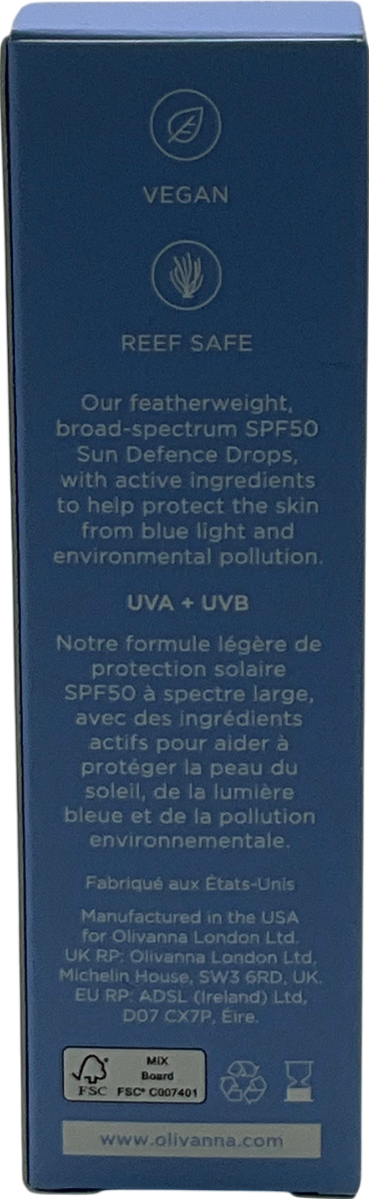 VEGAN
REEF SAFE
Our featherweight,
broad-spectrum SPF50
Sun Defence Drops,
with active ingredients
to help protect the skin
from blue light and
environmental pollution.
UVA + UVB
Notre formule légère de
protection solaire
SPF50 à spectre large,
avec des ingrédients
actifs pour aider à
protéger la peau du
soleil, de la lumière
bleue et de la pollution
environnementale.
Fabriqué aux États-Unis
Manufactured in the USA
for Olivanna London Ltd.
UK RP: Olivanna London Ltd,
Michelin House, SW3 6RD, UK.
EU RP: ADSL (Ireland) Ltd,
D07 CX7P, Éire.
FSC
MIX
Board
FSC® C007401
www.olivanna.com